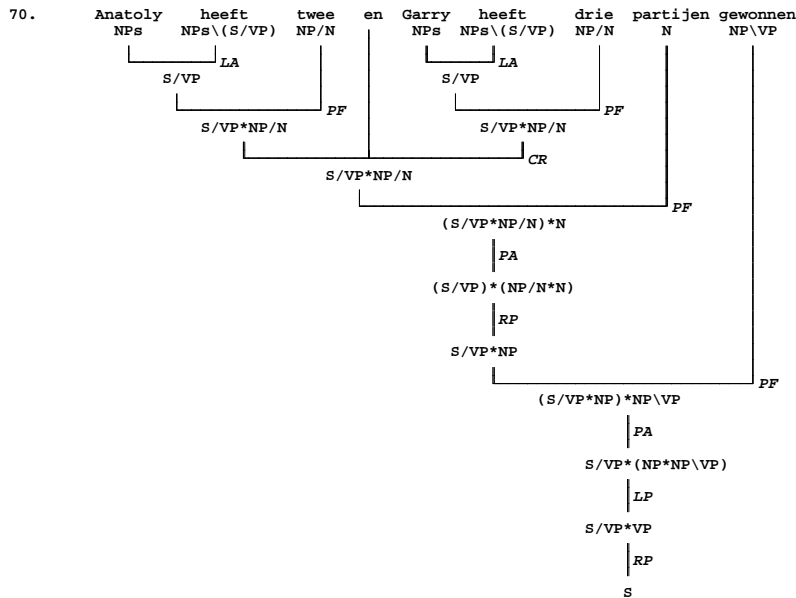 70. Anatoly heeft twee en Garry heeft drie partijen gewonnen
NPs NPs\(S/VP) NP/N NPs NPs\(S/VP) NP/N N NP\VP
LA LA
S/VP S/VP
PF PF
S/VP*NP/N S/VP*NP/N
CR
S/VP*NP/N
PF
(S/VP*NP/N)*N
PA
(S/VP)*(NP/N*N)
RP
S/VP*NP
PF
(S/VP*NP)*NP\VP
PA
S/VP*(NP*NP\VP)
LP
S/VP*VP
RP
S